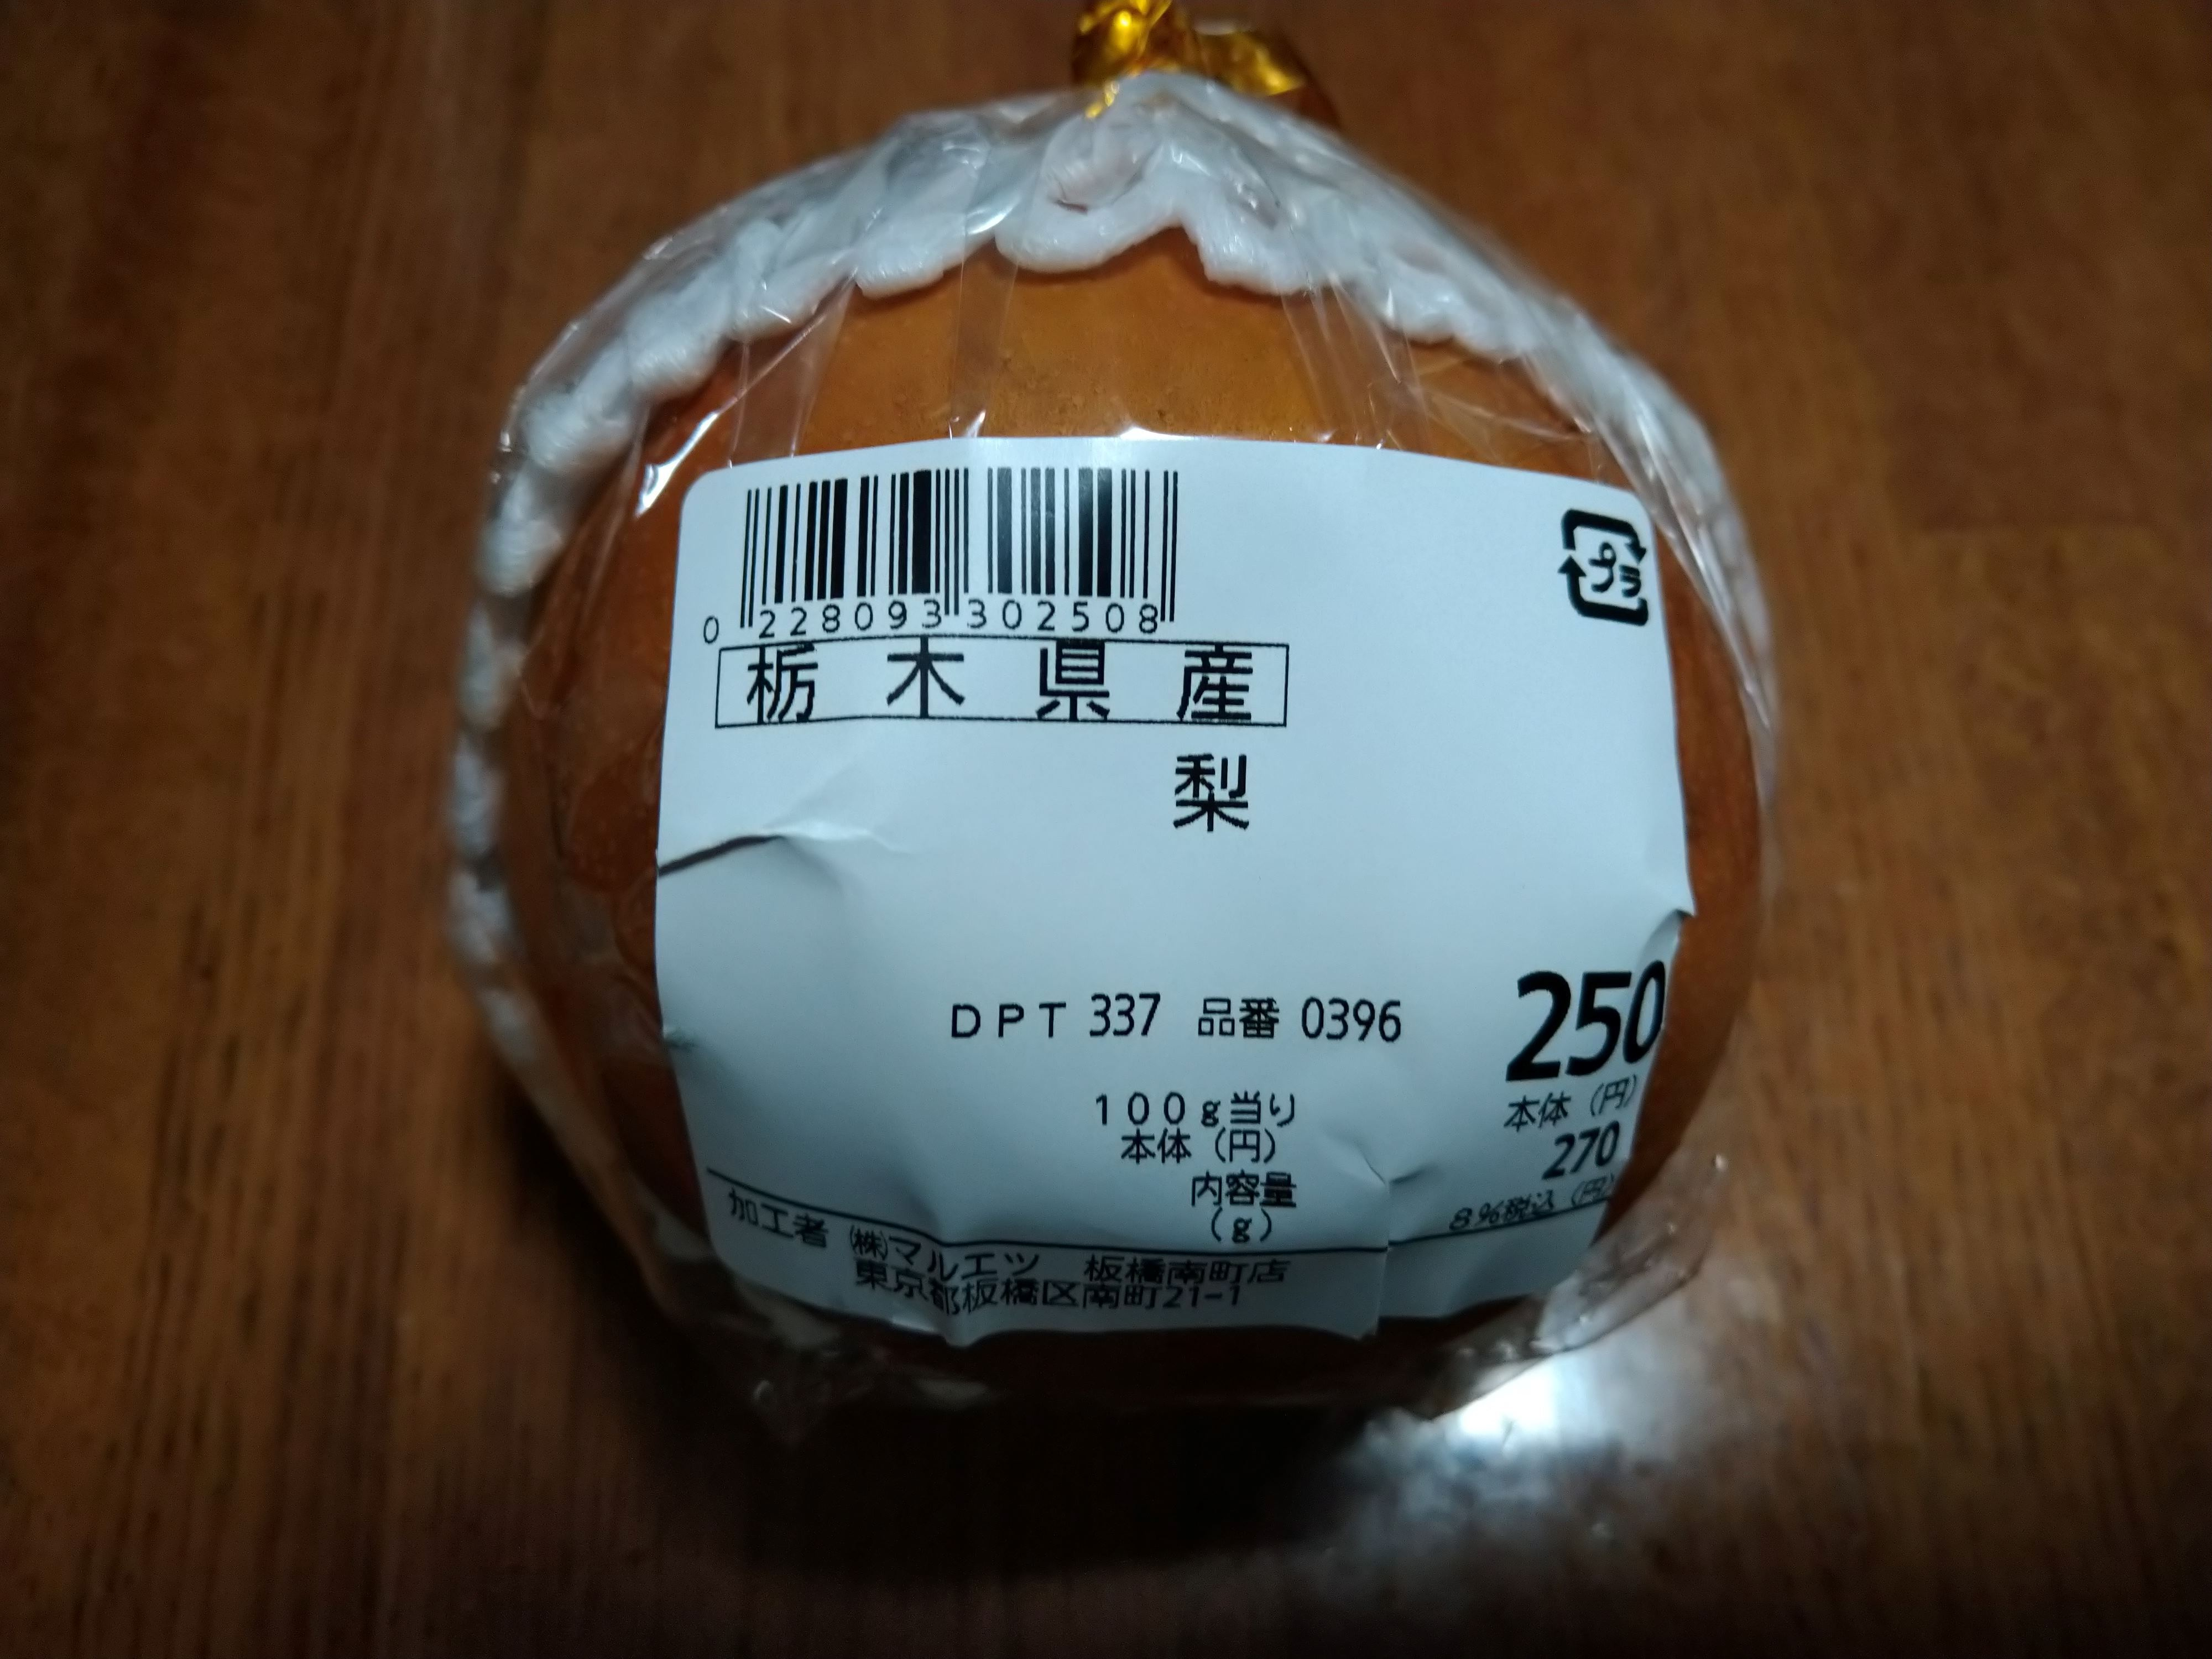 0 228093 302508
プラ
栃木県産
梨
DPT 337 品番 0396
250
本体 (円)
270
8%税込 (円)
100g当り
本体 (円)
内容量
(g)
加工者 ㈱マルエツ 板橋南町店
東京都板橋区南町21-1